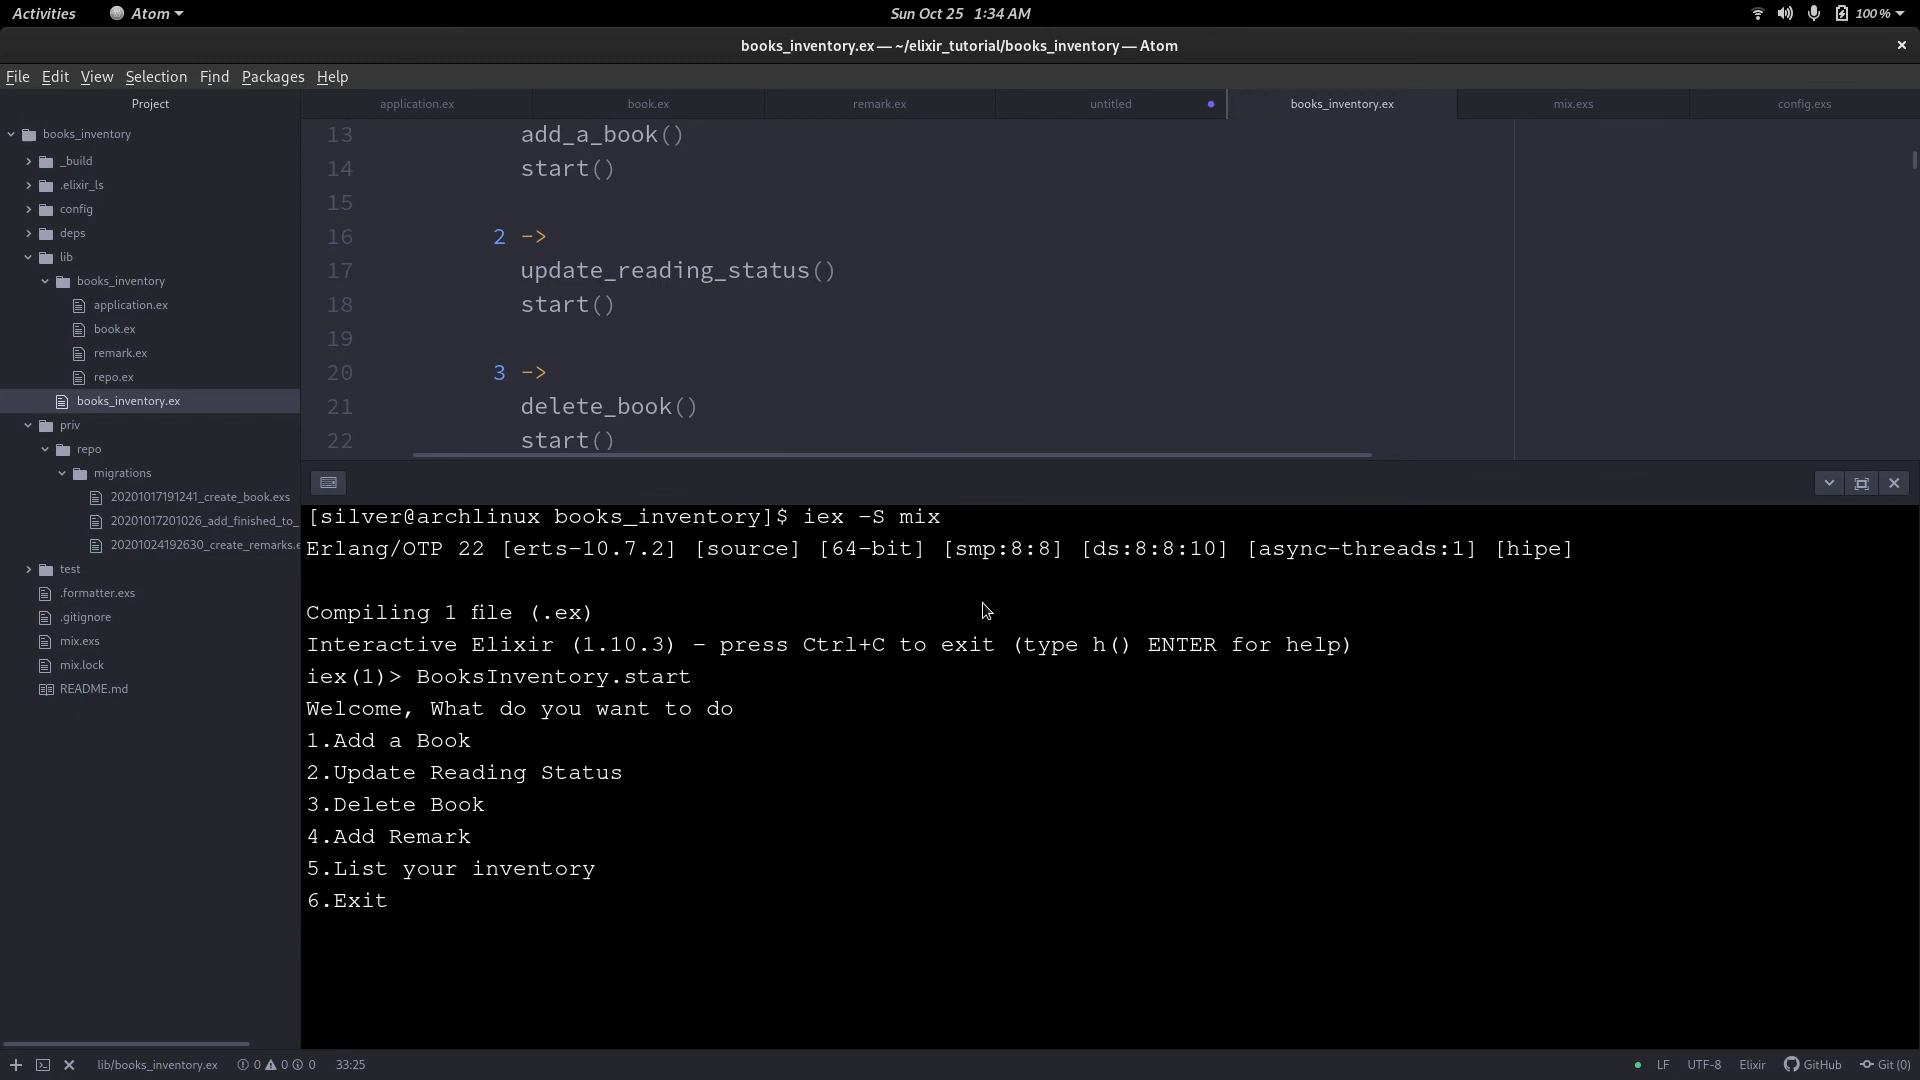 Activities
Atom
Sun Oct 25 1:34 AM
100 %
books_inventory.ex — ~/elixir_tutorial/books_inventory — Atom
File Edit View Selection Find Packages Help
Project
application.ex
book.ex
remark.ex
untitled
books_inventory.ex
mix.exs
config.exs
books_inventory
_build
.elixir_ls
config
deps
lib
books_inventory
application.ex
book.ex
remark.ex
repo.ex
books_inventory.ex
priv
repo
migrations
20201017191241_create_book.exs
20201017201026_add_finished_to_
20201024192630_create_remarks.e
test
.formatter.exs
.gitignore
mix.exs
mix.lock
README.md
13 add_a_book()
14 start()
15
16 2 ->
17 update_reading_status()
18 start()
19
20 3 ->
21 delete_book()
22 start()
[silver@archlinux books_inventory]$ iex -S mix
Erlang/OTP 22 [erts-10.7.2] [source] [64-bit] [smp:8:8] [ds:8:8:10] [async-threads:1] [hipe]
Compiling 1 file (.ex)
Interactive Elixir (1.10.3) - press Ctrl+C to exit (type h() ENTER for help)
iex(1)> BooksInventory.start
Welcome, What do you want to do
1.Add a Book
2.Update Reading Status
3.Delete Book
4.Add Remark
5.List your inventory
6.Exit
lib/books_inventory.ex 0 0 0 33:25
LF UTF-8 Elixir GitHub Git (0)